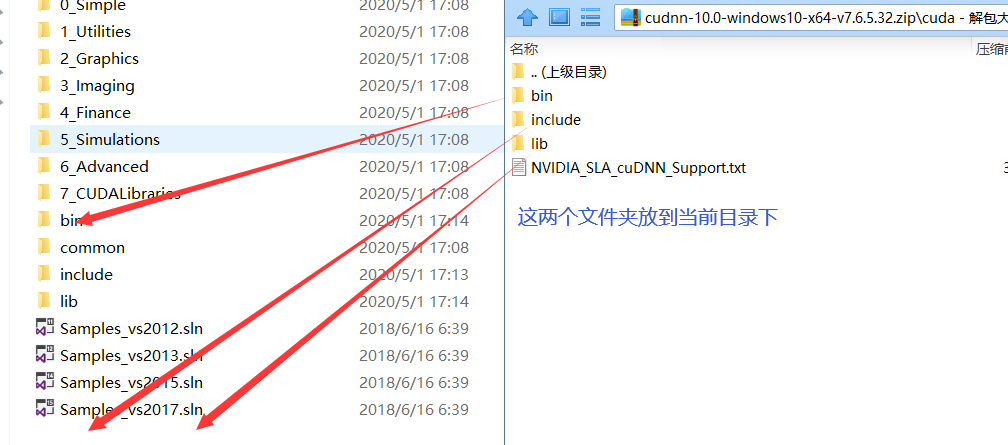 0_Simple 2020/5/1 17:08
1_Utilities 2020/5/1 17:08
2_Graphics 2020/5/1 17:08
3_Imaging 2020/5/1 17:08
4_Finance 2020/5/1 17:08
5_Simulations 2020/5/1 17:08
6_Advanced 2020/5/1 17:08
7_CUDALibraries 2020/5/1 17:08
bin 2020/5/1 17:14
common 2020/5/1 17:08
include 2020/5/1 17:13
lib 2020/5/1 17:14
Samples_vs2012.sln 2018/6/16 6:39
Samples_vs2013.sln 2018/6/16 6:39
Samples_vs2015.sln 2018/6/16 6:39
Samples_vs2017.sln 2018/6/16 6:39
cudnn-10.0-windows10-x64-v7.6.5.32.zip\cuda - 解包大
名称 压缩
.. (上级目录)
bin
include
lib
NVIDIA_SLA_cuDNN_Support.txt 3
这两个文件夹放到当前目录下